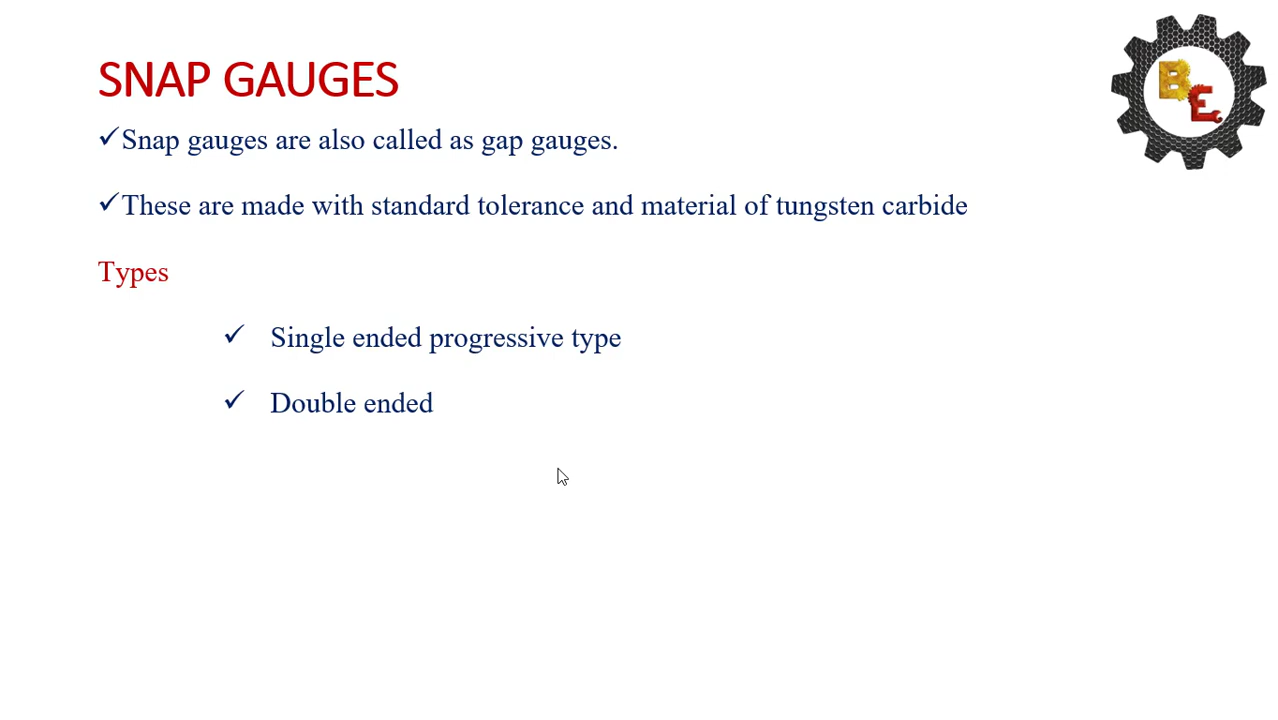 SNAP GAUGES
✓Snap gauges are also called as gap gauges.
✓These are made with standard tolerance and material of tungsten carbide
Types
✓ Single ended progressive type
✓ Double ended
BE